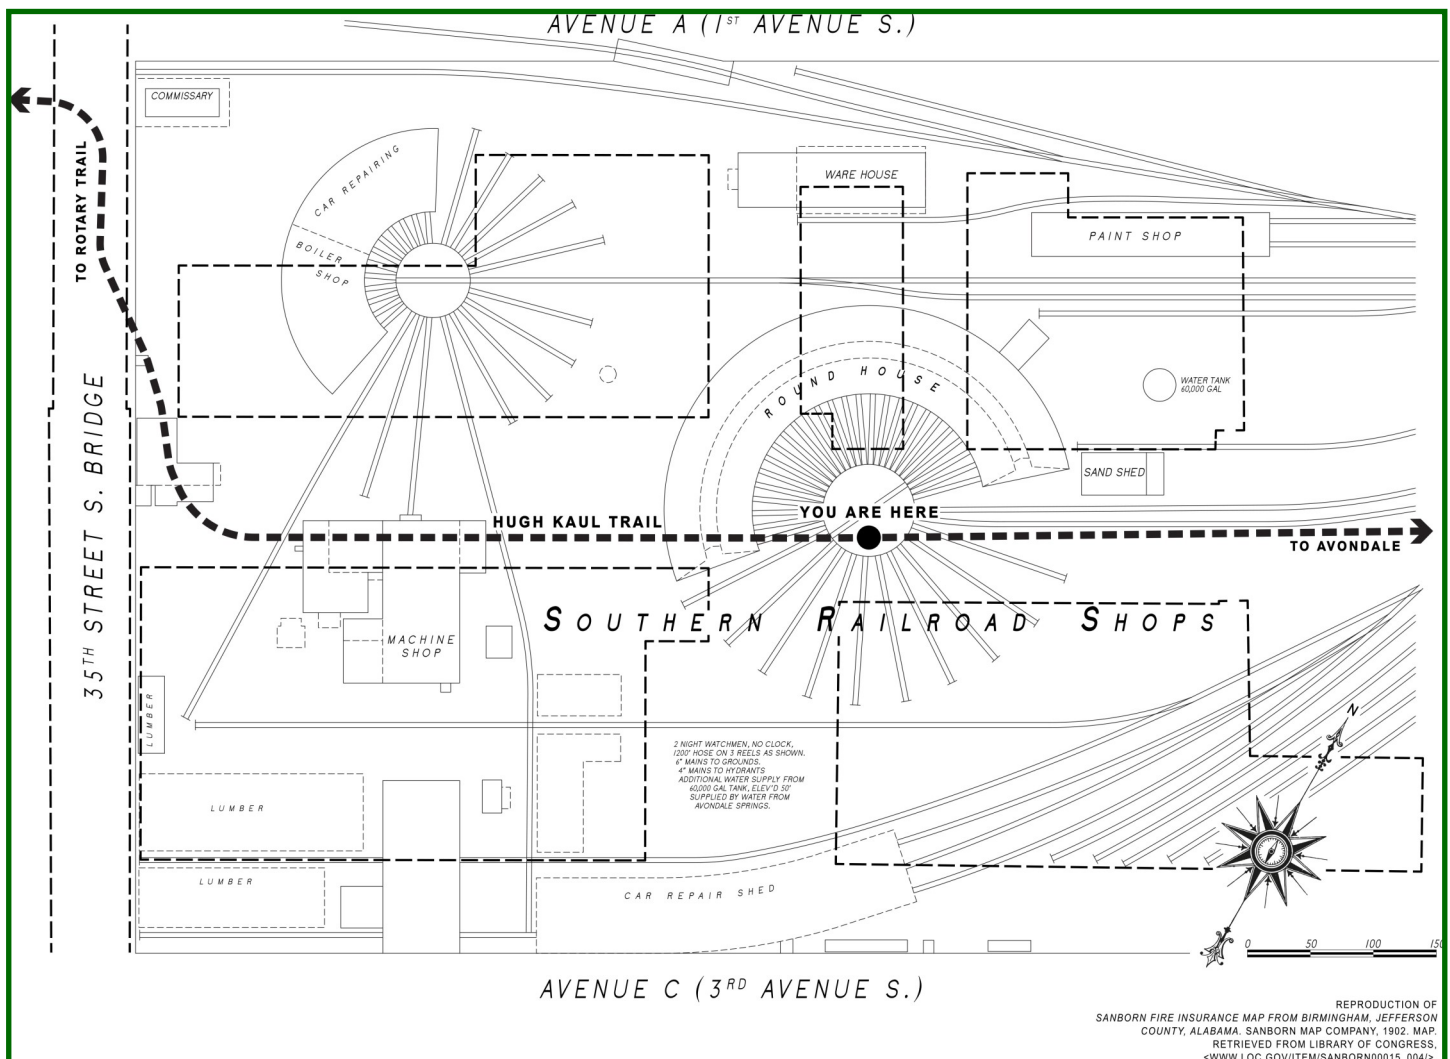 AVENUE A (1ST AVENUE S.)
COMMISSARY
TO ROTARY TRAIL
CAR REPAIRING
BOILER
SHOP
WARE HOUSE
PAINT SHOP
ROUND HOUSE
WATER TANK
60,000 GAL
SAND SHED
35TH STREET S. BRIDGE
HUGH KAUL TRAIL
YOU ARE HERE
TO AVONDALE
SOUTHERN RAILROAD SHOPS
MACHINE
SHOP
LUMBER
2 NIGHT WATCHMEN, NO CLOCK,
1200' HOSE ON 3 REELS AS SHOWN.
6" MAINS TO GROUNDS.
4" MAINS TO HYDRANTS
ADDITIONAL WATER SUPPLY FROM
60,000 GAL TANK, ELEV'D 50'
SUPPLIED BY WATER FROM
AVONDALE SPRINGS.
N
LUMBER
LUMBER
CAR REPAIR SHED
0 50 100 150
AVENUE C (3RD AVENUE S.)
REPRODUCTION OF
SANBORN FIRE INSURANCE MAP FROM BIRMINGHAM, JEFFERSON
COUNTY, ALABAMA. SANBORN MAP COMPANY, 1902. MAP.
RETRIEVED FROM LIBRARY OF CONGRESS,
<WWW.LOC.GOV/ITEM/SANBORN00015_004/>.